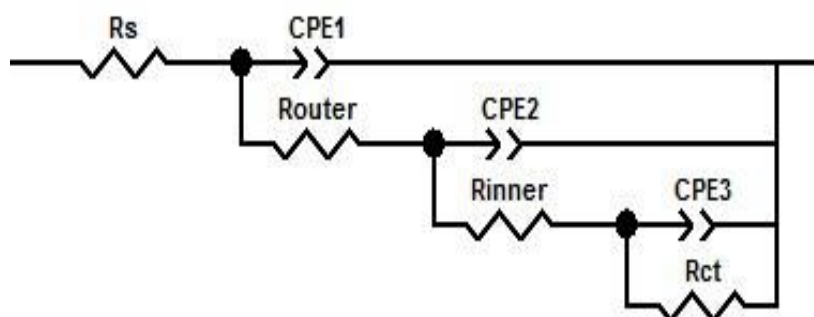 Rs
CPE1
Router
CPE2
Rinner
CPE3
Rct